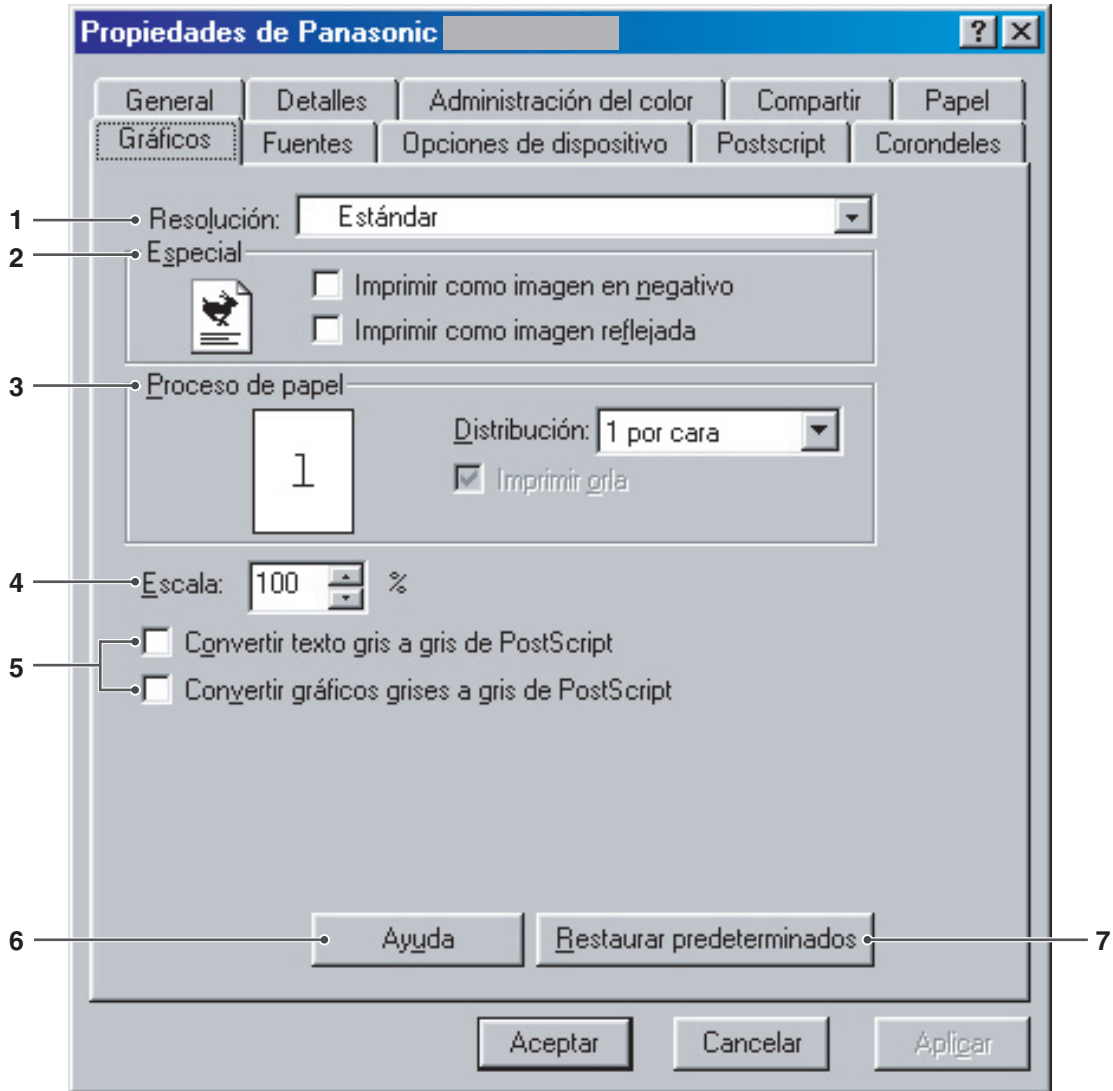 Propiedades de Panasonic
General Detalles Administración del color Compartir Papel
Gráficos Fuentes Opciones de dispositivo Postscript Corondeles
1 Resolución: Estándar
2 Especial
Imprimir como imagen en negativo
Imprimir como imagen reflejada
3 Proceso de papel
Distribución: 1 por cara
1
Imprimir orla
4 Escala: 100 %
Convertir texto gris a gris de PostScript
5
Convertir gráficos grises a gris de PostScript
6 Ayuda Restaurar predeterminados 7
Aceptar Cancelar Aplicar